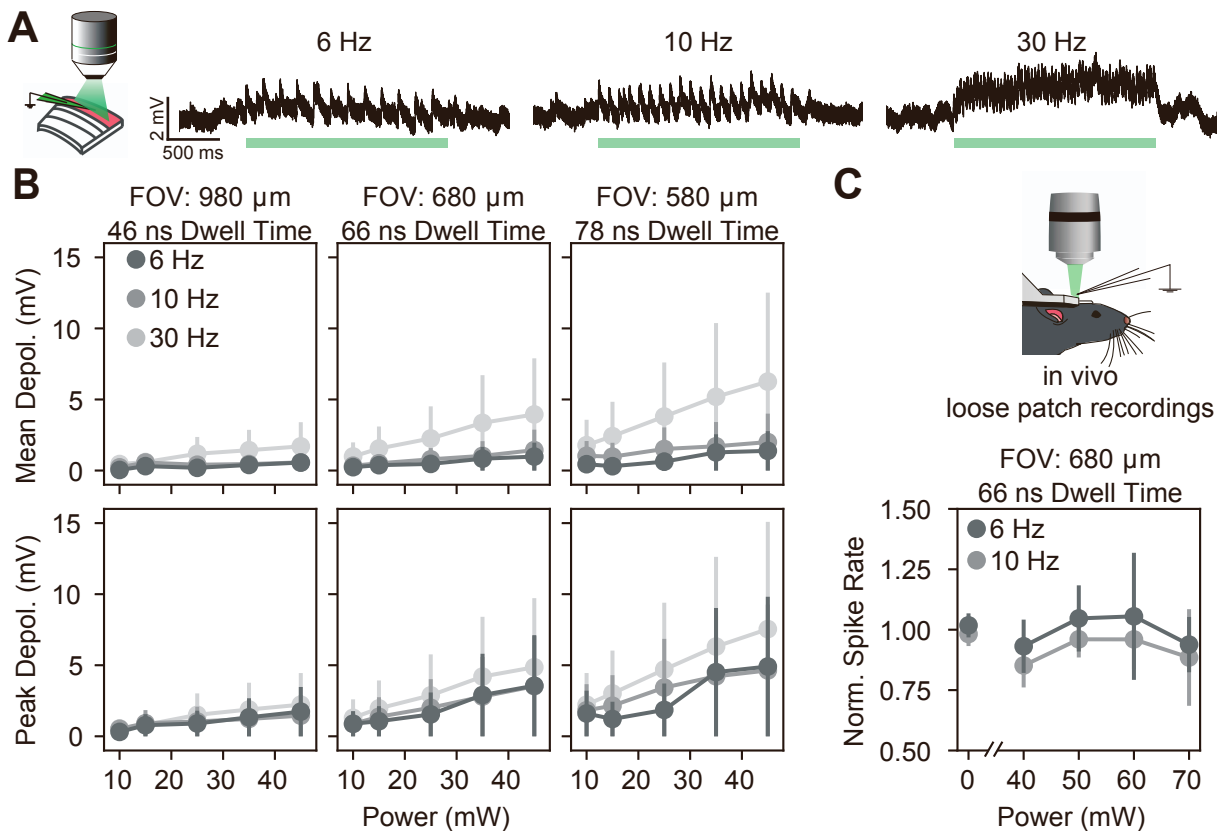 A
6 Hz
10 Hz
30 Hz
2 mV
500 ms
B
FOV: 980 µm
46 ns Dwell Time
FOV: 680 µm
66 ns Dwell Time
FOV: 580 µm
78 ns Dwell Time
Mean Depol. (mV)
15
10
5
0
6 Hz
10 Hz
30 Hz
Peak Depol. (mV)
15
10
5
0
10 20 30 40
10 20 30 40
10 20 30 40
Power (mW)
C
in vivo
loose patch recordings
FOV: 680 µm
66 ns Dwell Time
Norm. Spike Rate
1.50
1.25
1.00
0.75
0.50
6 Hz
10 Hz
0 40 50 60 70
Power (mW)